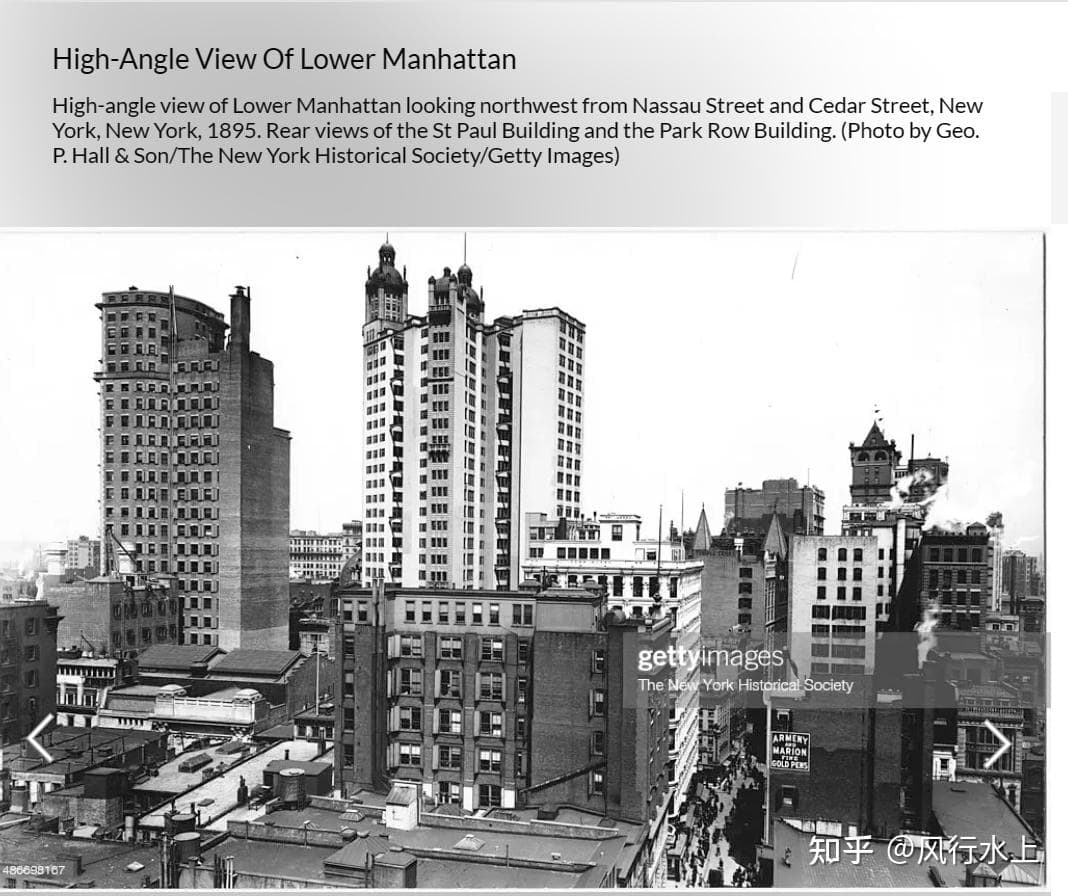 High-Angle View Of Lower Manhattan
High-angle view of Lower Manhattan looking northwest from Nassau Street and Cedar Street, New
York, New York, 1895. Rear views of the St Paul Building and the Park Row Building. (Photo by Geo.
P. Hall & Son/The New York Historical Society/Getty Images)
gettyimages
The New York Historical Society
ARMENY
AND
MARION
FINE
GOLD PENS
知乎 @风行水上
486698167